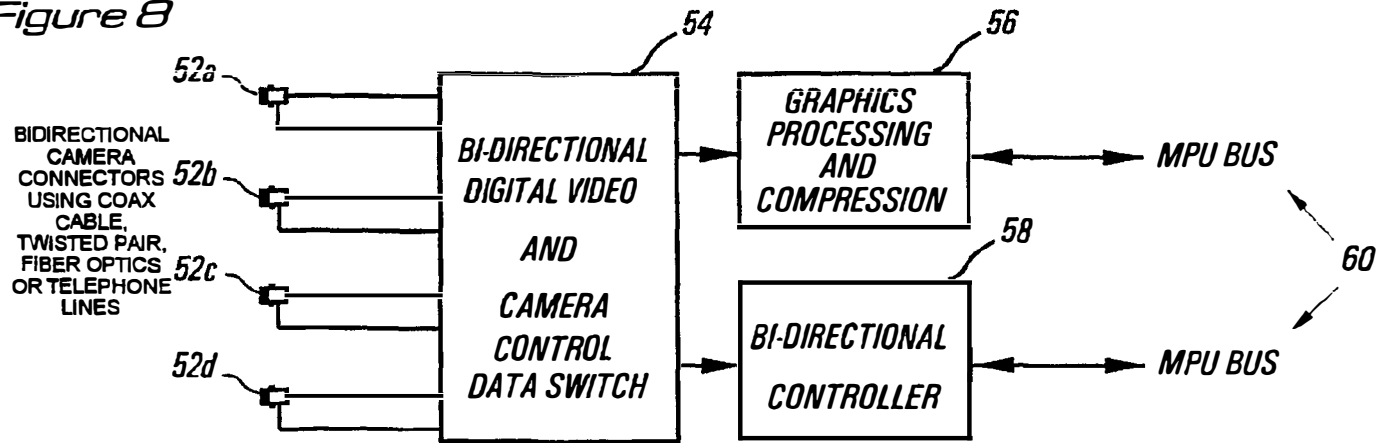 Figure 8
54
56
52a
BIDIRECTIONAL
CAMERA
CONNECTORS
USING COAX
CABLE,
TWISTED PAIR,
FIBER OPTICS
OR TELEPHONE
LINES
52b
52c
52d
BI-DIRECTIONAL
DIGITAL VIDEO
AND
CAMERA
CONTROL
DATA SWITCH
GRAPHICS
PROCESSING
AND
COMPRESSION
MPU BUS
58
60
BI-DIRECTIONAL
CONTROLLER
MPU BUS